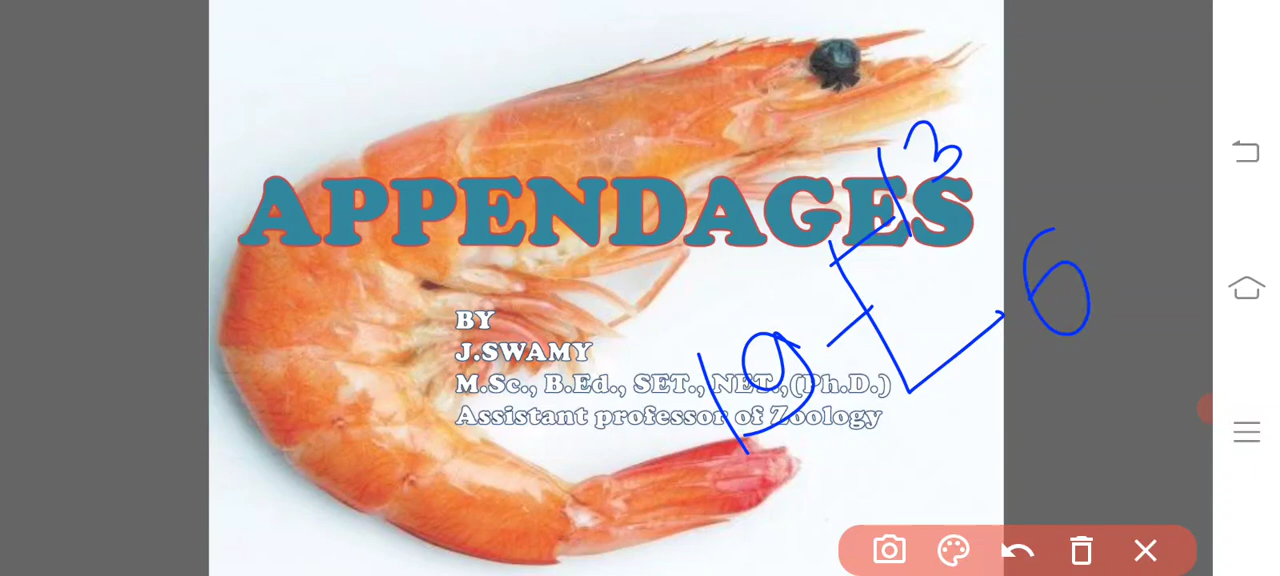 APPENDAGES
BY
J.SWAMY
M.Sc., B.Ed., SET., NET.,(Ph.D.)
Assistant professor of Zoology
19
13
6